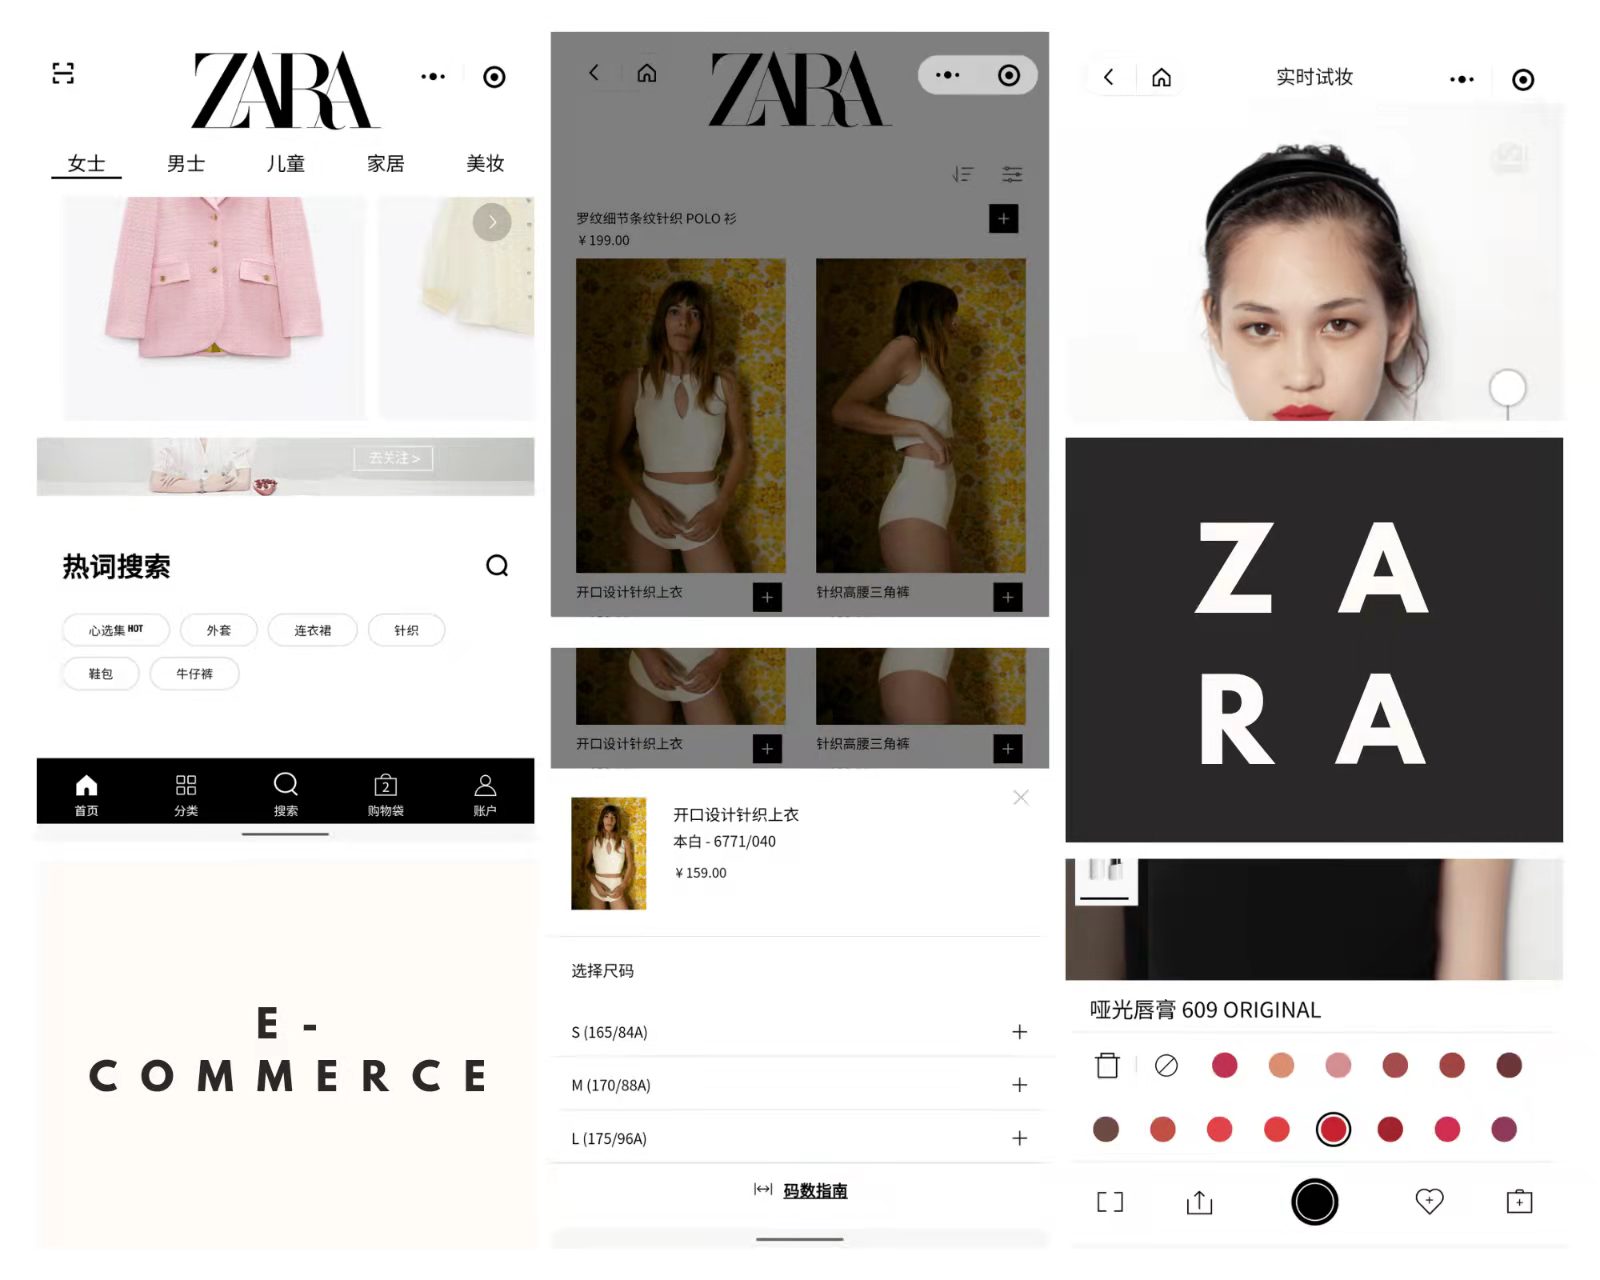 ZARA
女士 男士 儿童 家居 美妆
去关注 >
热词搜索
心选集 HOT 外套 连衣裙 针织
鞋包 牛仔裤
2
首页 分类 搜索 购物袋 账户
E -
COMMERCE
ZARA
罗纹细节条纹针织 POLO 衫
¥ 199.00
开口设计针织上衣 针织高腰三角裤
开口设计针织上衣 针织高腰三角裤
开口设计针织上衣
本白 - 6771/040
¥ 159.00
选择尺码
S (165/84A)
M (170/88A)
L (175/96A)
码数指南
实时试妆
Z A
R A
哑光唇膏 609 ORIGINAL